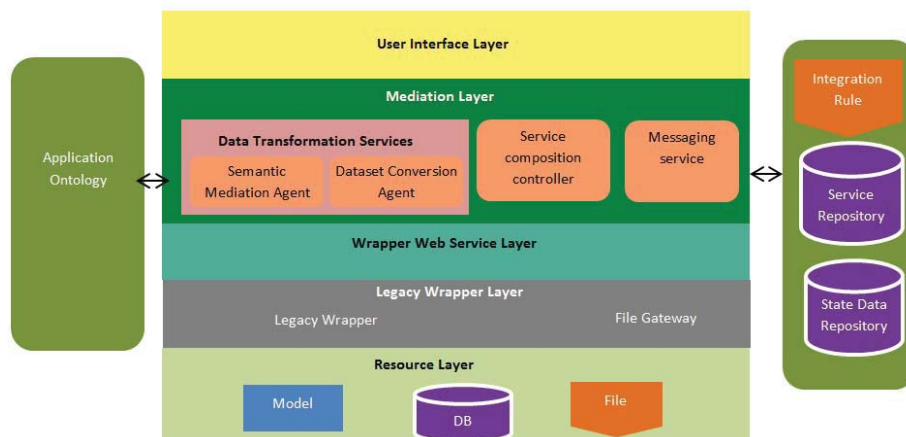 User Interface Layer
Mediation Layer
Application
Ontology
Data Transformation Services
Semantic
Mediation Agent
Dataset Conversion
Agent
Service
composition
controller
Messaging
service
Integration
Rule
Service
Repository
State Data
Repository
Wrapper Web Service Layer
Legacy Wrapper Layer
Legacy Wrapper
File Gateway
Resource Layer
Model
DB
File